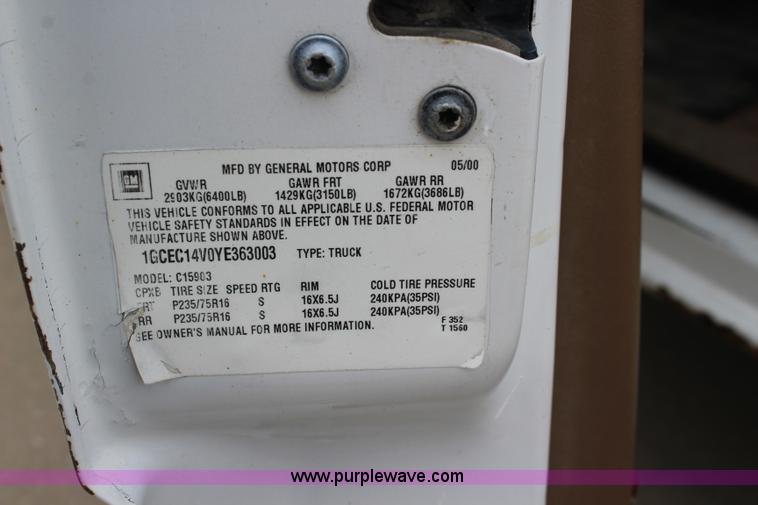 GM
MFD BY GENERAL MOTORS CORP 05/00
GVWR GAWR FRT GAWR RR
2903KG(6400LB) 1429KG(3150LB) 1672KG(3686LB)
THIS VEHICLE CONFORMS TO ALL APPLICABLE U.S. FEDERAL MOTOR
VEHICLE SAFETY STANDARDS IN EFFECT ON THE DATE OF
MANUFACTURE SHOWN ABOVE.
1GCEC14V0YE363003 TYPE: TRUCK
MODEL: C15903
CPXB TIRE SIZE SPEED RTG RIM COLD TIRE PRESSURE
FRT P235/75R16 S 16X6.5J 240KPA(35PSI)
RR P235/75R16 S 16X6.5J 240KPA(35PSI)
SEE OWNER'S MANUAL FOR MORE INFORMATION.
F 352
T 1560
www.purplewave.com